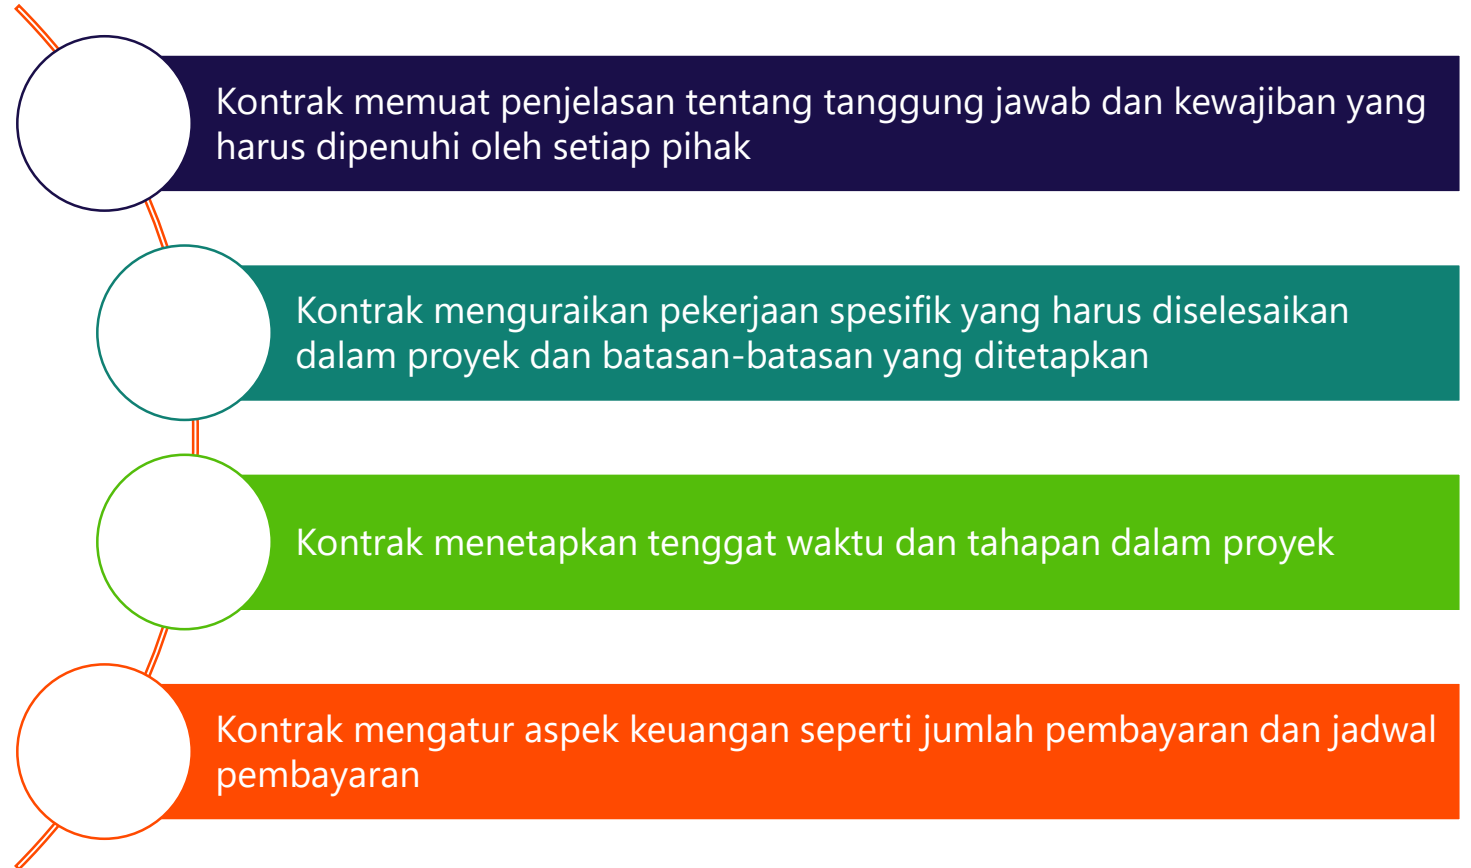 Kontrak memuat penjelasan tentang tanggung jawab dan kewajiban yang
harus dipenuhi oleh setiap pihak
Kontrak menguraikan pekerjaan spesifik yang harus diselesaikan
dalam proyek dan batasan-batasan yang ditetapkan
Kontrak menetapkan tenggat waktu dan tahapan dalam proyek
Kontrak mengatur aspek keuangan seperti jumlah pembayaran dan jadwal
pembayaran